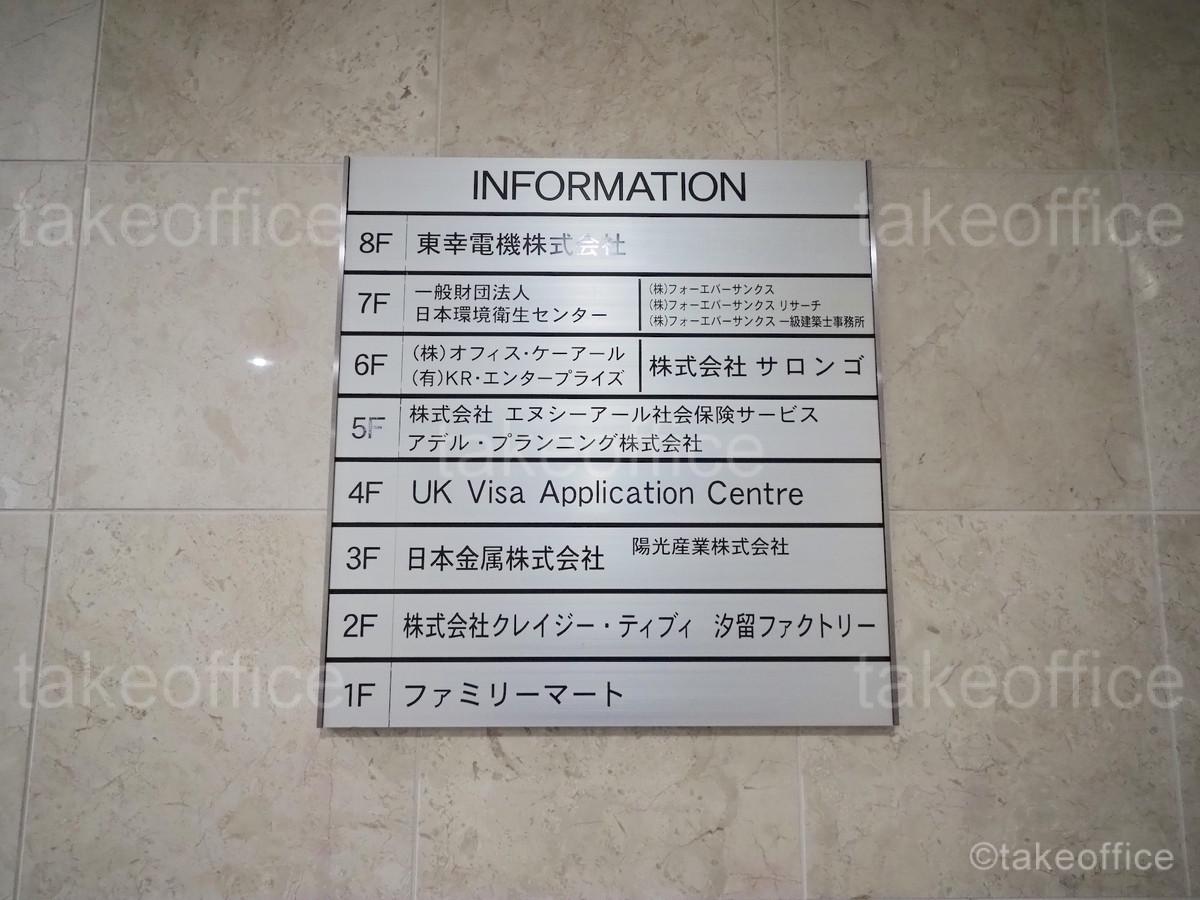 INFORMATION
8F 東幸電機株式会社
7F 一般財団法人
日本環境衛生センター
(株)フォーエバーサンクス
(株)フォーエバーサンクス リサーチ
(株)フォーエバーサンクス 一級建築士事務所
6F (株)オフィス・ケーアール
(有)KR・エンタープライズ
株式会社 サロンゴ
5F 株式会社 エヌシーアール社会保険サービス
アデル・プランニング株式会社
4F UK Visa Application Centre
3F 日本金属株式会社 陽光産業株式会社
2F 株式会社クレイジー・ティブィ 汐留ファクトリー
1F ファミリーマート
takeoffice
takeoffice
takeoffice
takeoffice
takeoffice
©takeoffice